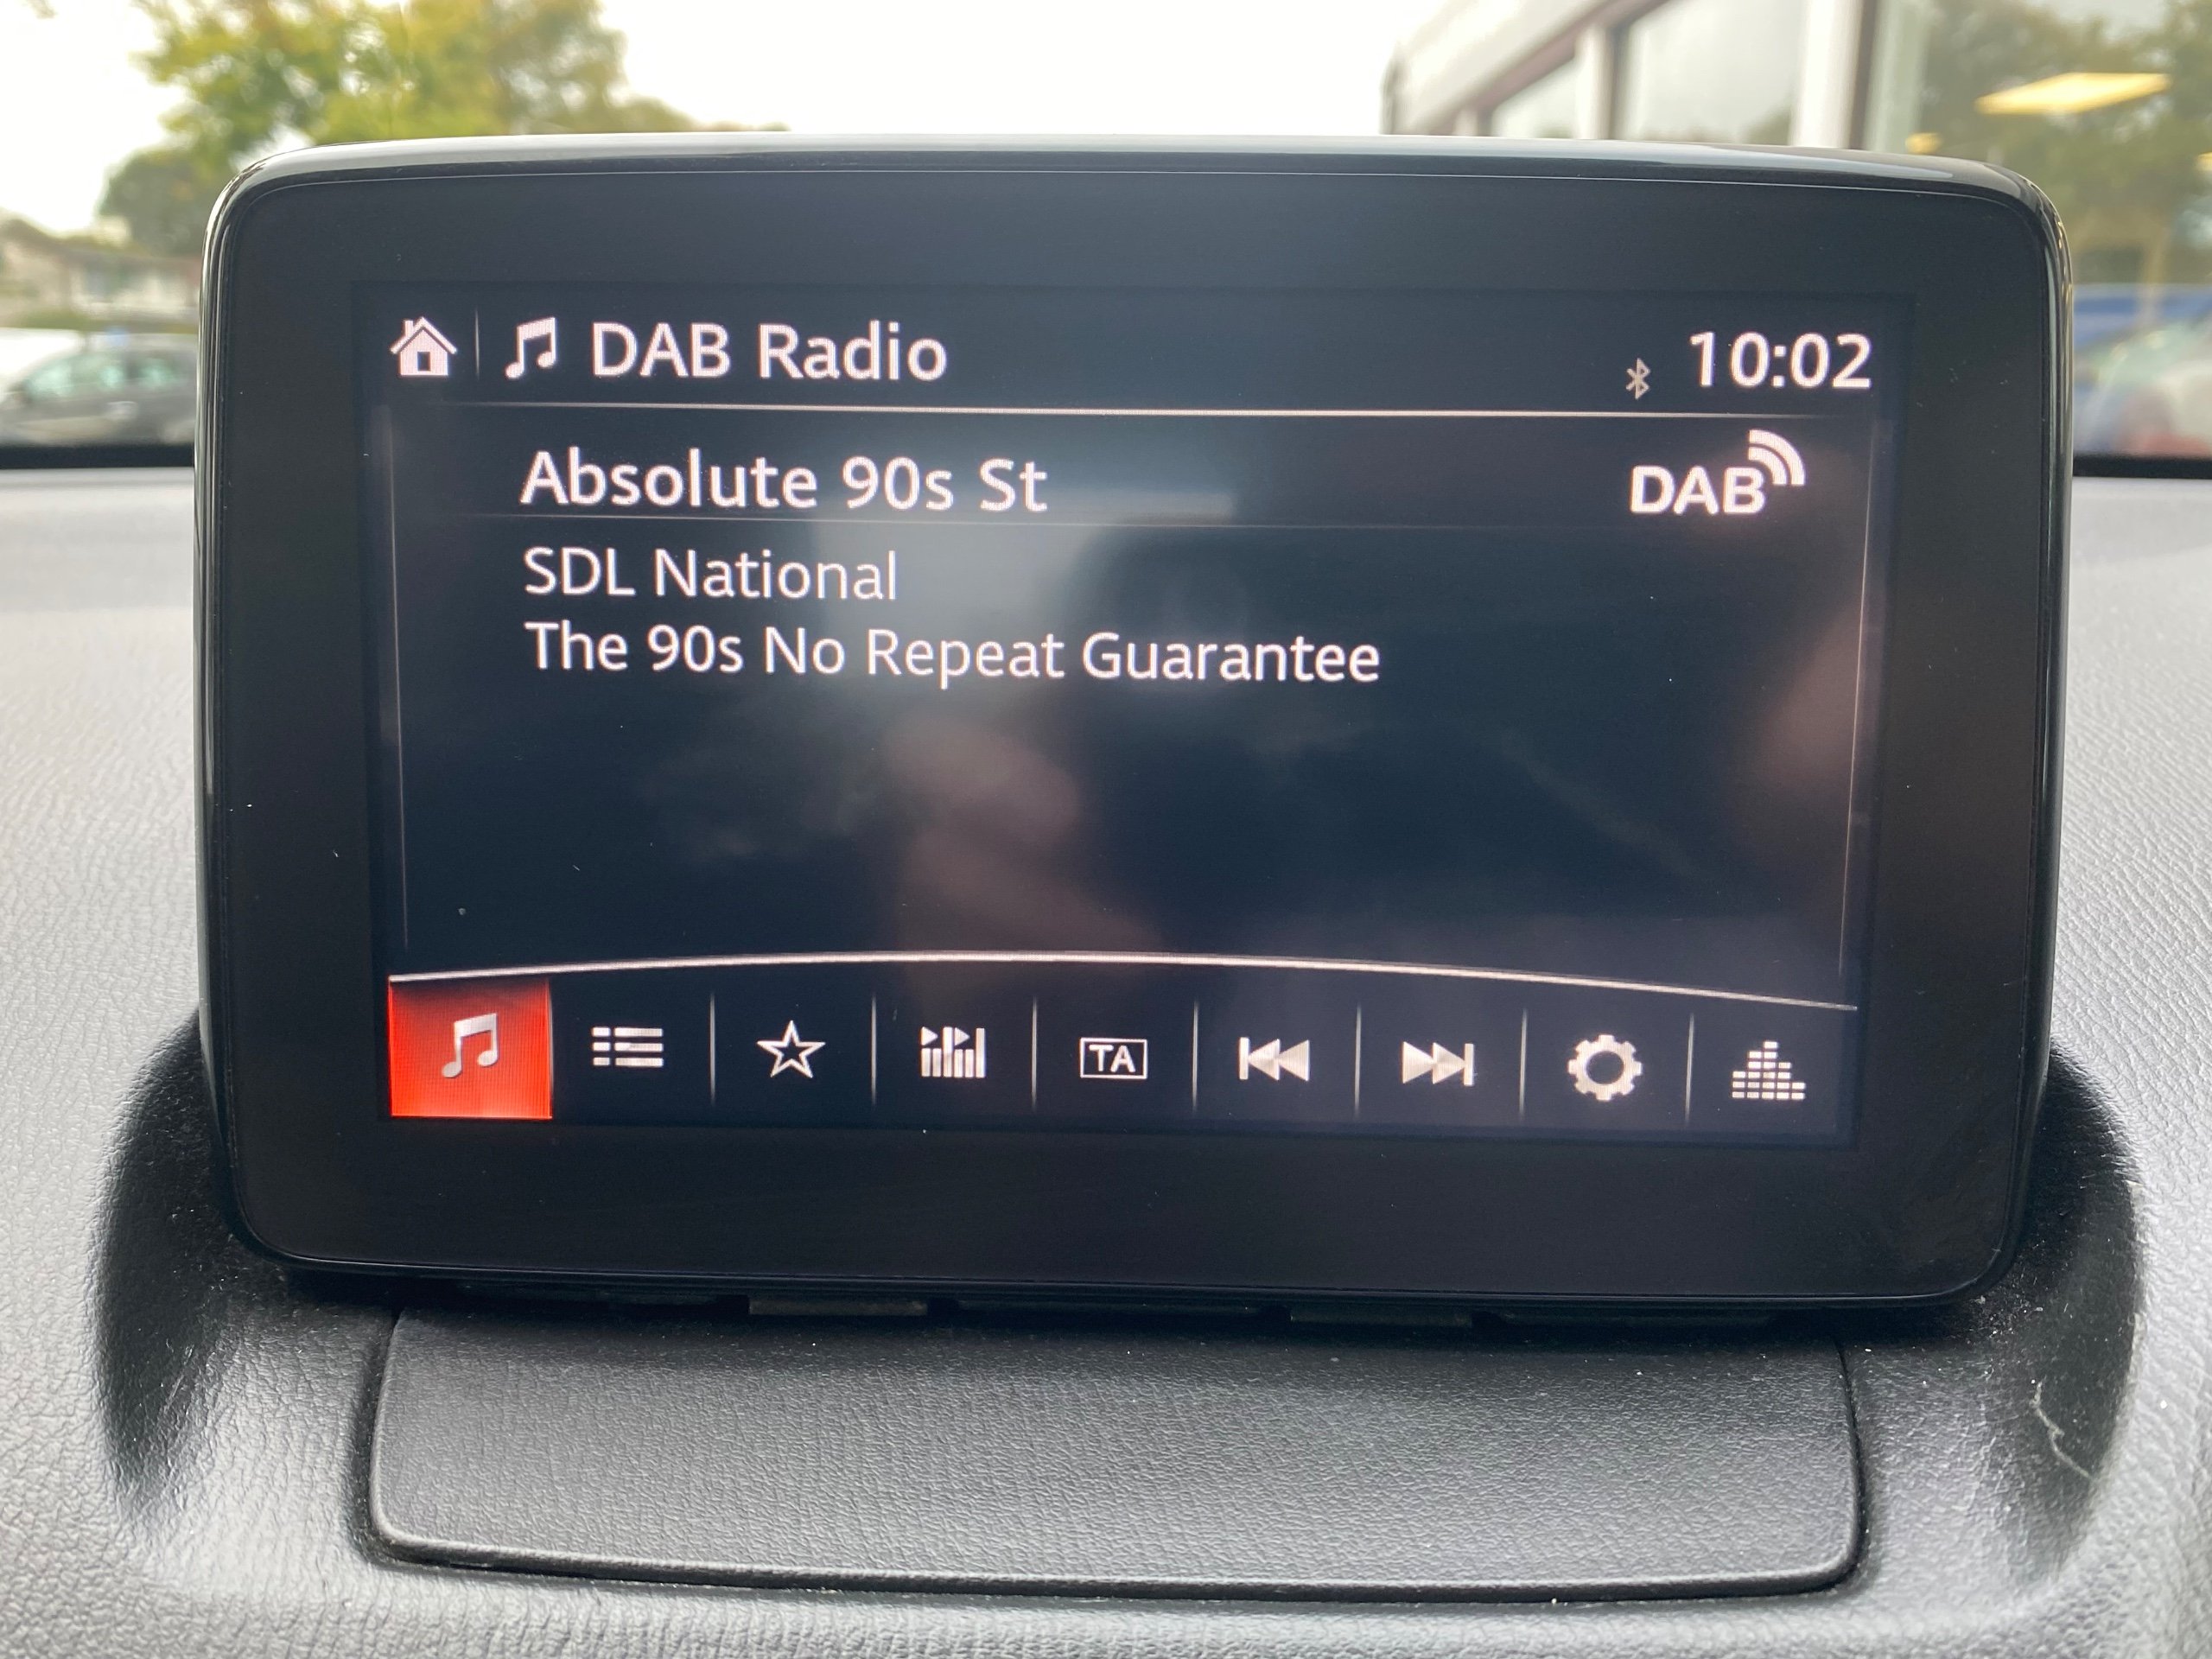 DAB Radio
10:02
Absolute 90s St
DAB
SDL National
The 90s No Repeat Guarantee
TA